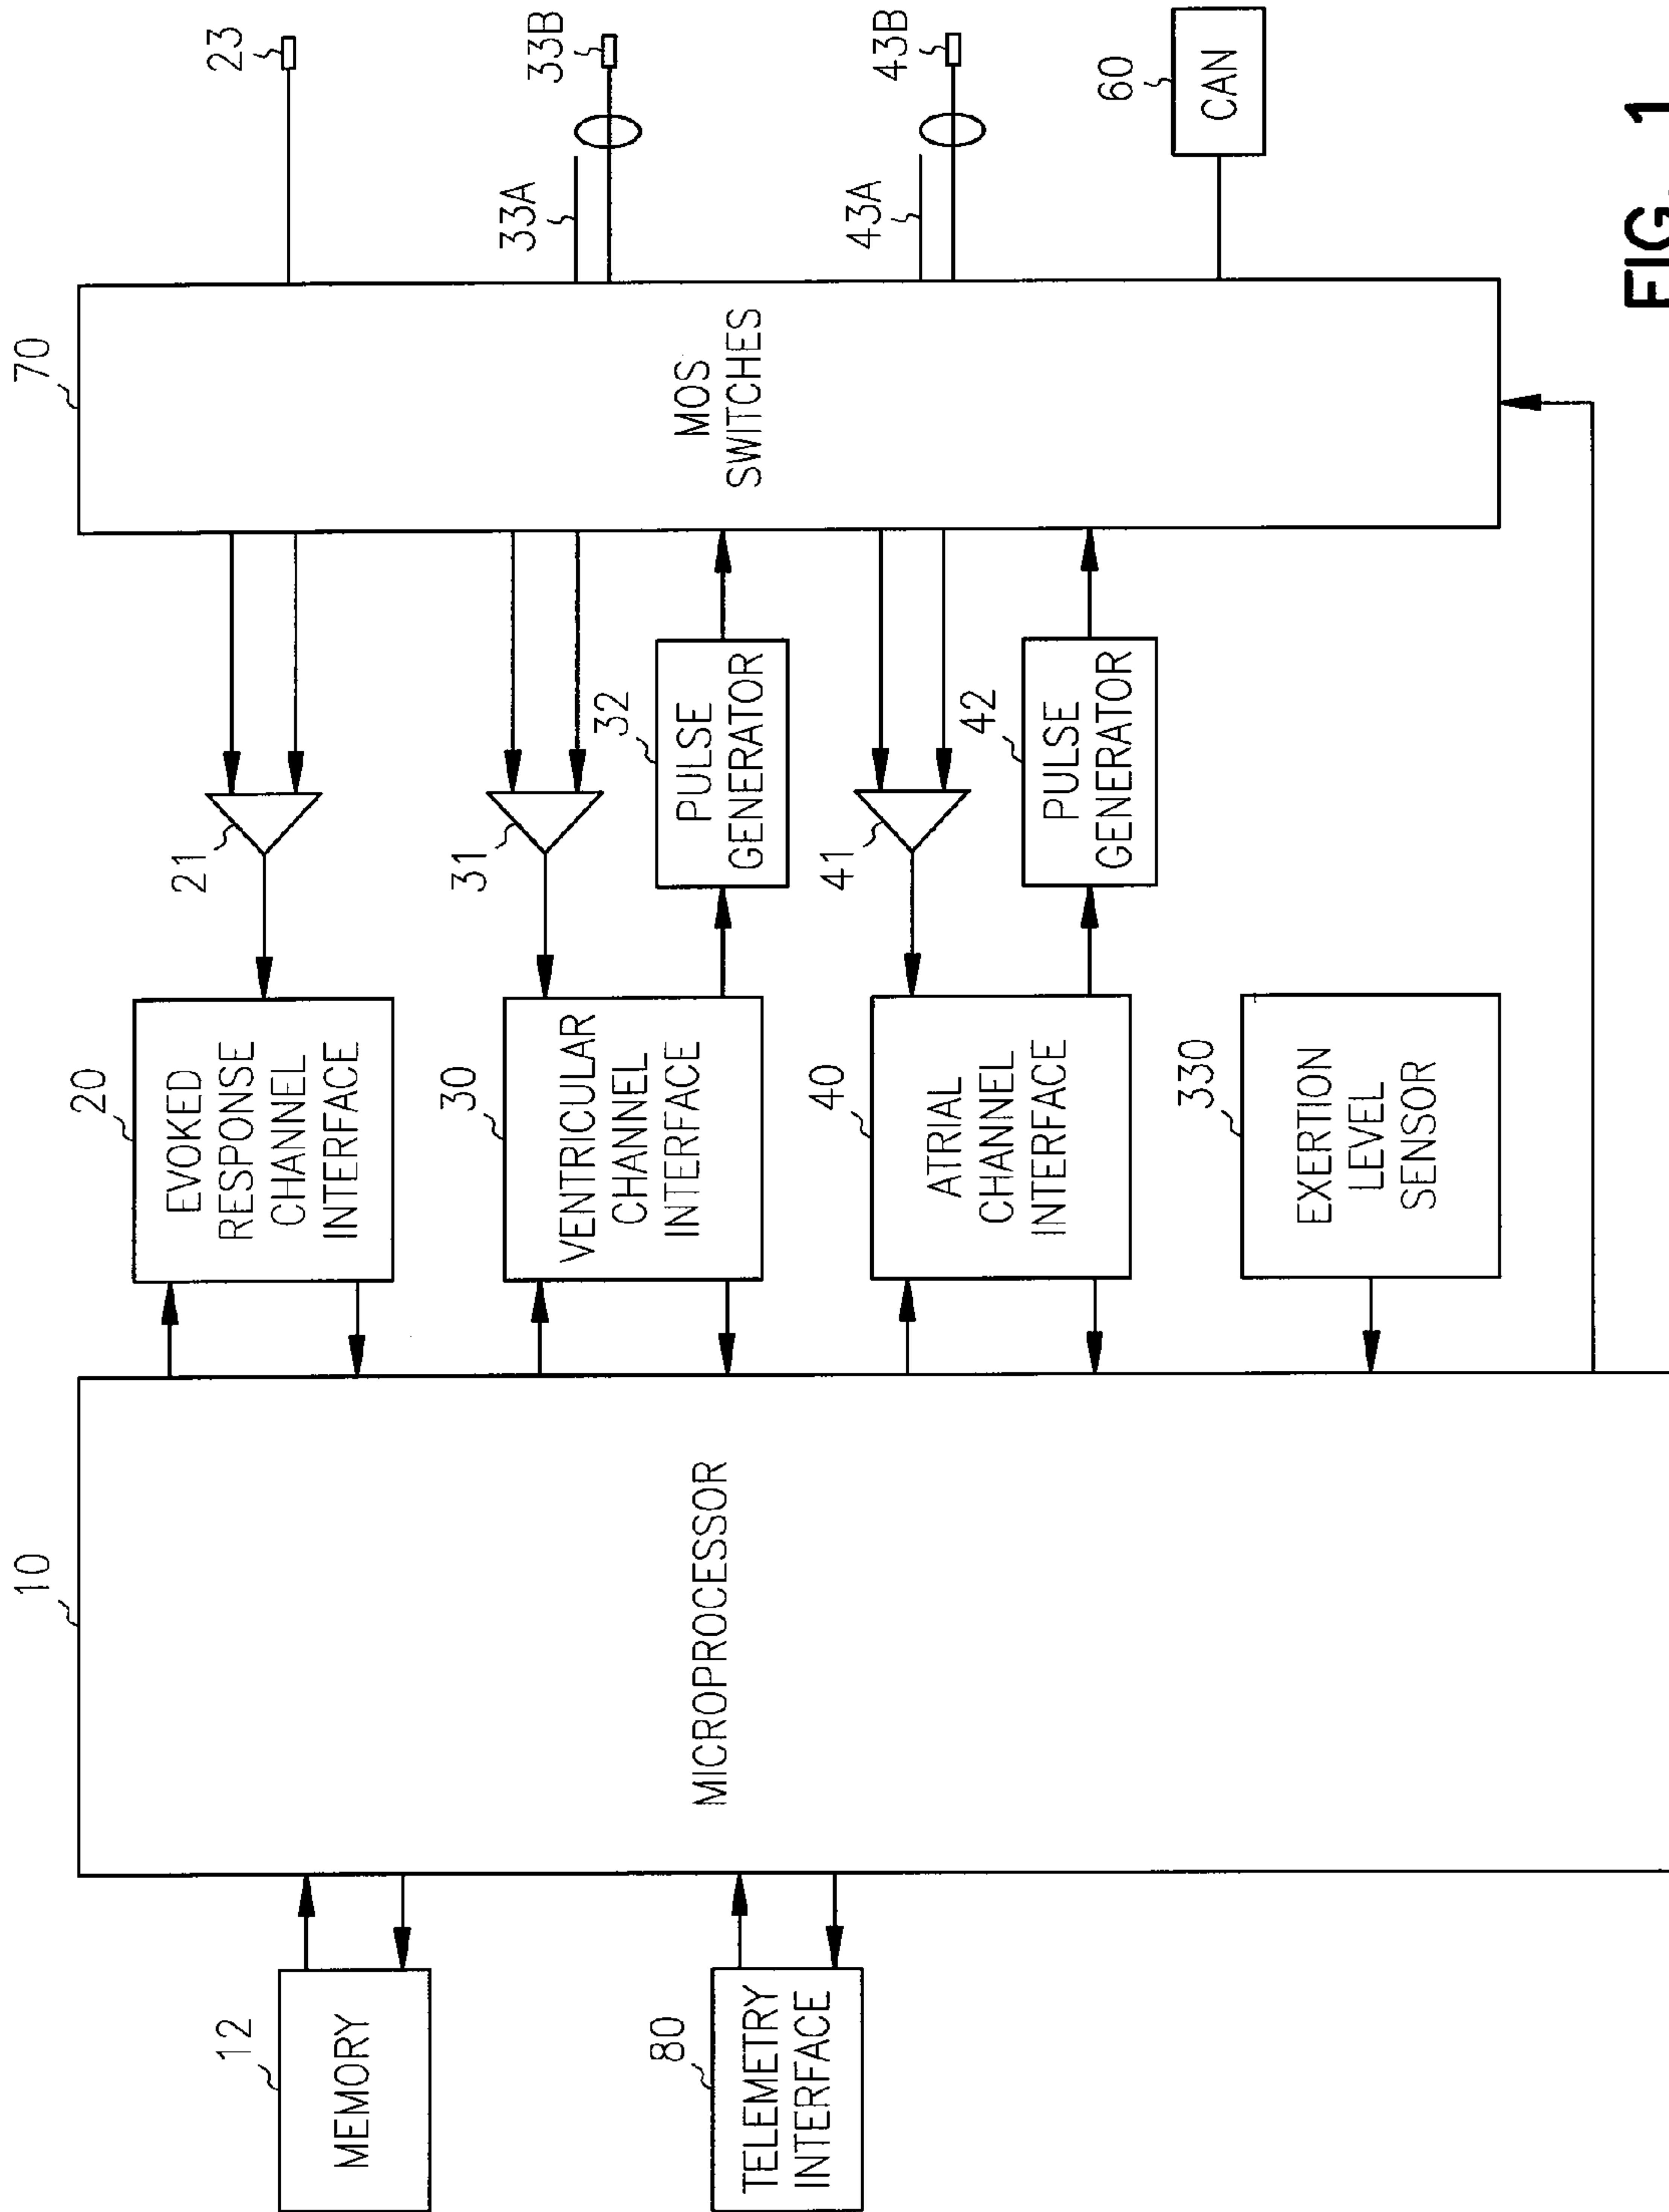 10
70
12
MEMORY
80
TELEMETRY
INTERFACE
MICROPROCESSOR
20
EVOKED
RESPONSE
CHANNEL
INTERFACE
21
23
30
VENTRICULAR
CHANNEL
INTERFACE
31
32
PULSE
GENERATOR
33A
33B
MOS
SWITCHES
40
ATRIAL
CHANNEL
INTERFACE
41
42
PULSE
GENERATOR
43A
43B
330
EXERTION
LEVEL
SENSOR
60
CAN
FIG. 1